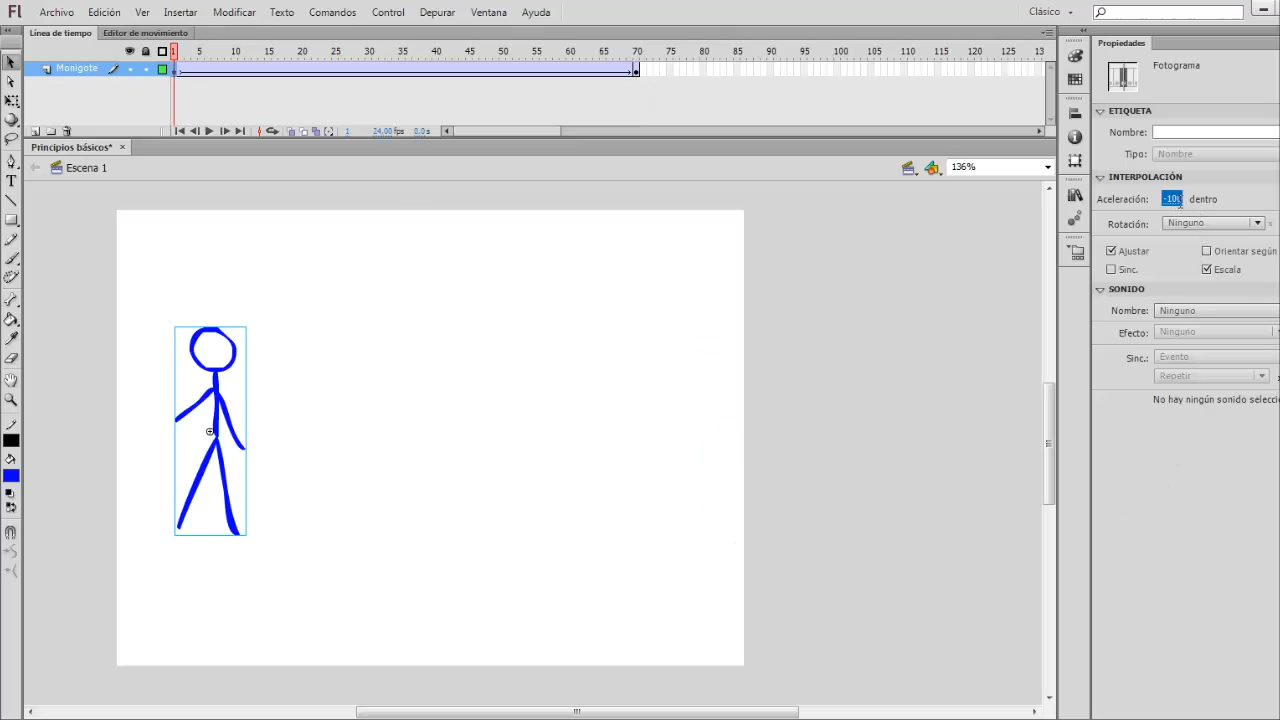 Fl Archivo Edición Ver Insertar Modificar Texto Comandos Control Depurar Ventana Ayuda Clásico
Línea de tiempo Editor de movimiento
1 5 10 15 20 25 30 35 40 45 50 55 60 65 70 75 80 85 90 95 100 105 110 115 120 125 13
Monigote
1 24,00 fps 0,0 s
Principios básicos*
Escena 1 136%
Propiedades
Fotograma
ETIQUETA
Nombre:
Tipo: Nombre
INTERPOLACIÓN
Aceleración: -100 dentro
Rotación: Ninguno
Ajustar Orientar según
Sinc. Escala
SONIDO
Nombre: Ninguno
Efecto: Ninguno
Sinc.: Evento
Repetir
No hay ningún sonido selecci